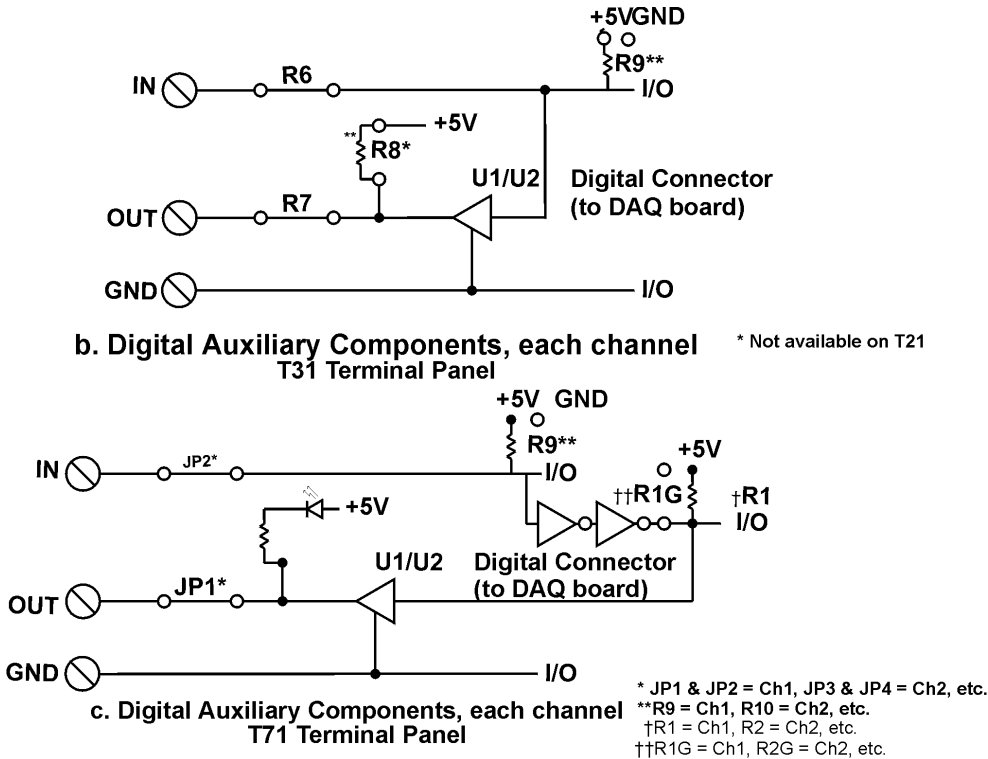 +5VGND
R9**
IN
R6
I/O
** R8* +5V
U1/U2
Digital Connector
(to DAQ board)
OUT
R7
GND
I/O
b. Digital Auxiliary Components, each channel
* Not available on T21
T31 Terminal Panel
+5V GND
R9**
+5V
IN
JP2*
I/O
††R1G
†R1
I/O
+5V
U1/U2
Digital Connector
(to DAQ board)
OUT
JP1*
GND
I/O
* JP1 & JP2 = Ch1, JP3 & JP4 = Ch2, etc.
c. Digital Auxiliary Components, each channel
**R9 = Ch1, R10 = Ch2, etc.
T71 Terminal Panel
†R1 = Ch1, R2 = Ch2, etc.
††R1G = Ch1, R2G = Ch2, etc.